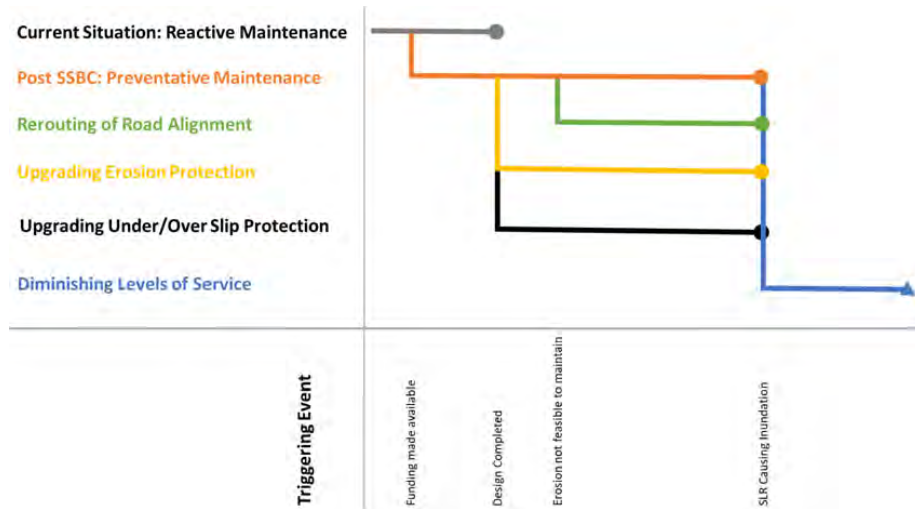 Current Situation: Reactive Maintenance
Post SSBC: Preventative Maintenance
Rerouting of Road Alignment
Upgrading Erosion Protection
Upgrading Under/Over Slip Protection
Diminishing Levels of Service
Triggering Event
Funding made available
Design Completed
Erosion not feasible to maintain
SLR Causing Inundation